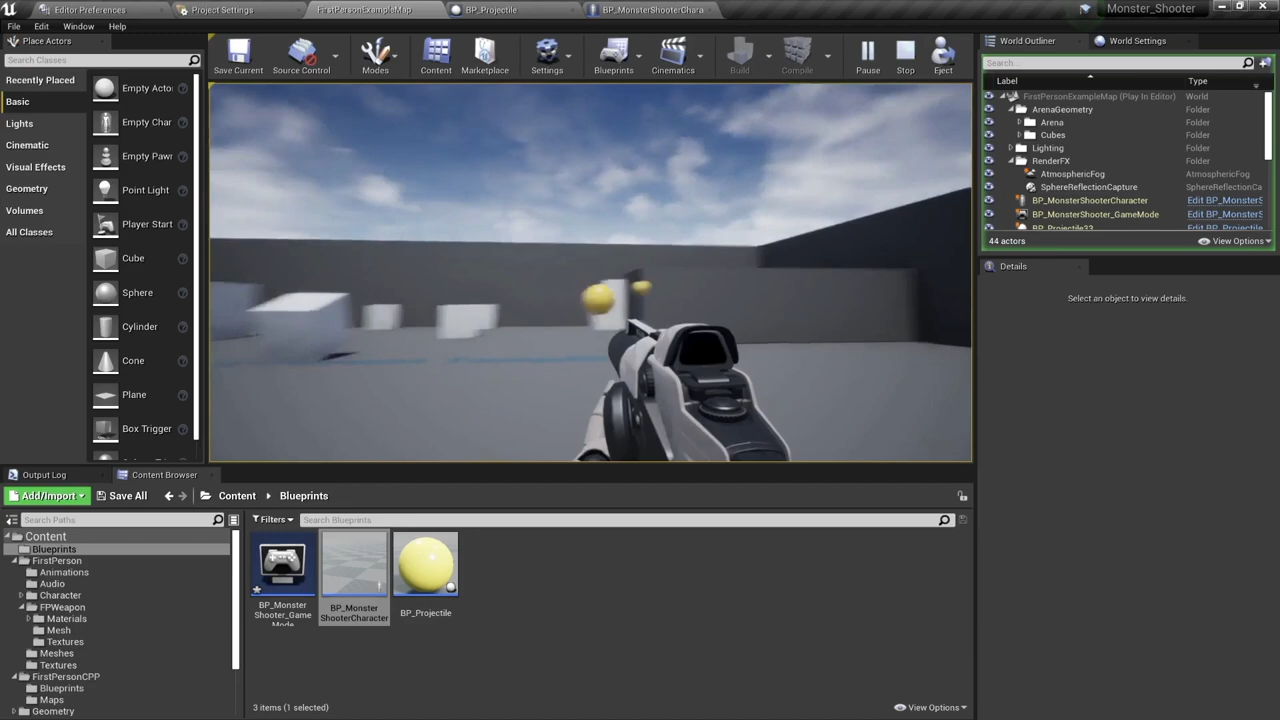 Editor Preferences
Project Settings
FirstPersonExampleMap
BP_Projectile
BP_MonsterShooterChara
Monster_Shooter
File Edit Window Help
Place Actors
Search Classes
Recently Placed
Basic
Lights
Cinematic
Visual Effects
Geometry
Volumes
All Classes
Empty Acto
Empty Char
Empty Pawn
Point Light
Player Start
Cube
Sphere
Cylinder
Cone
Plane
Box Trigger
Save Current
Source Control
Modes
Content
Marketplace
Settings
Blueprints
Cinematics
Build
Compile
Pause
Stop
Eject
World Outliner
World Settings
Search...
Label Type
FirstPersonExampleMap (Play In Editor) World
ArenaGeometry Folder
Arena Folder
Cubes Folder
Lighting Folder
RenderFX Folder
AtmosphericFog AtmosphericFog
SphereReflectionCapture SphereReflectionCa
BP_MonsterShooterCharacter Edit BP_MonsterS
BP_MonsterShooter_GameMode Edit BP_MonsterS
BP_Projectile33 Edit BP_Projectile
44 actors View Options
Details
Select an object to view details.
Output Log
Content Browser
Add/Import Save All Content Blueprints
Search Paths
Filters
Search Blueprints
Content
Blueprints
FirstPerson
Animations
Audio
Character
FPWeapon
Materials
Mesh
Textures
Meshes
Textures
FirstPersonCPP
Blueprints
Maps
Geometry
BP_Monster
Shooter_Game
Mode
BP_Monster
ShooterCharacter
BP_Projectile
3 items (1 selected)
View Options